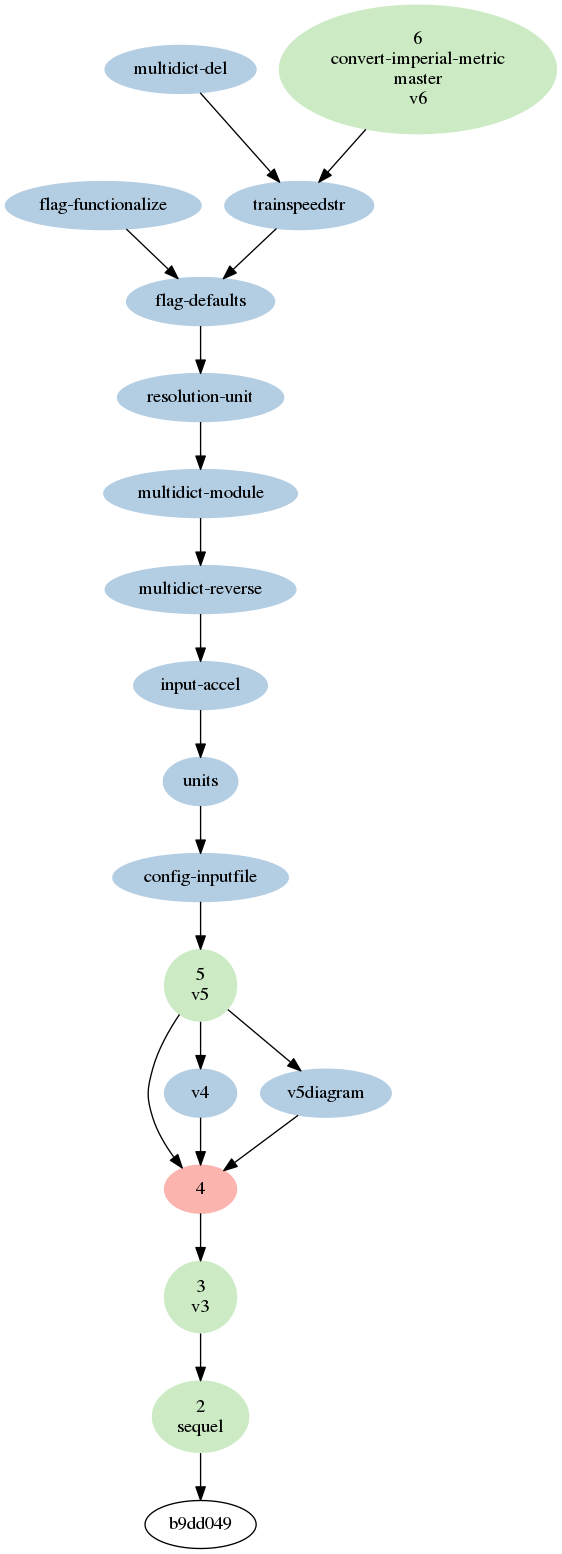 6
convert-imperial-metric
master
v6
multidict-del
flag-functionalize
trainspeedstr
flag-defaults
resolution-unit
multidict-module
multidict-reverse
input-accel
units
config-inputfile
5
v5
v4
v5diagram
4
3
v3
2
sequel
b9dd049